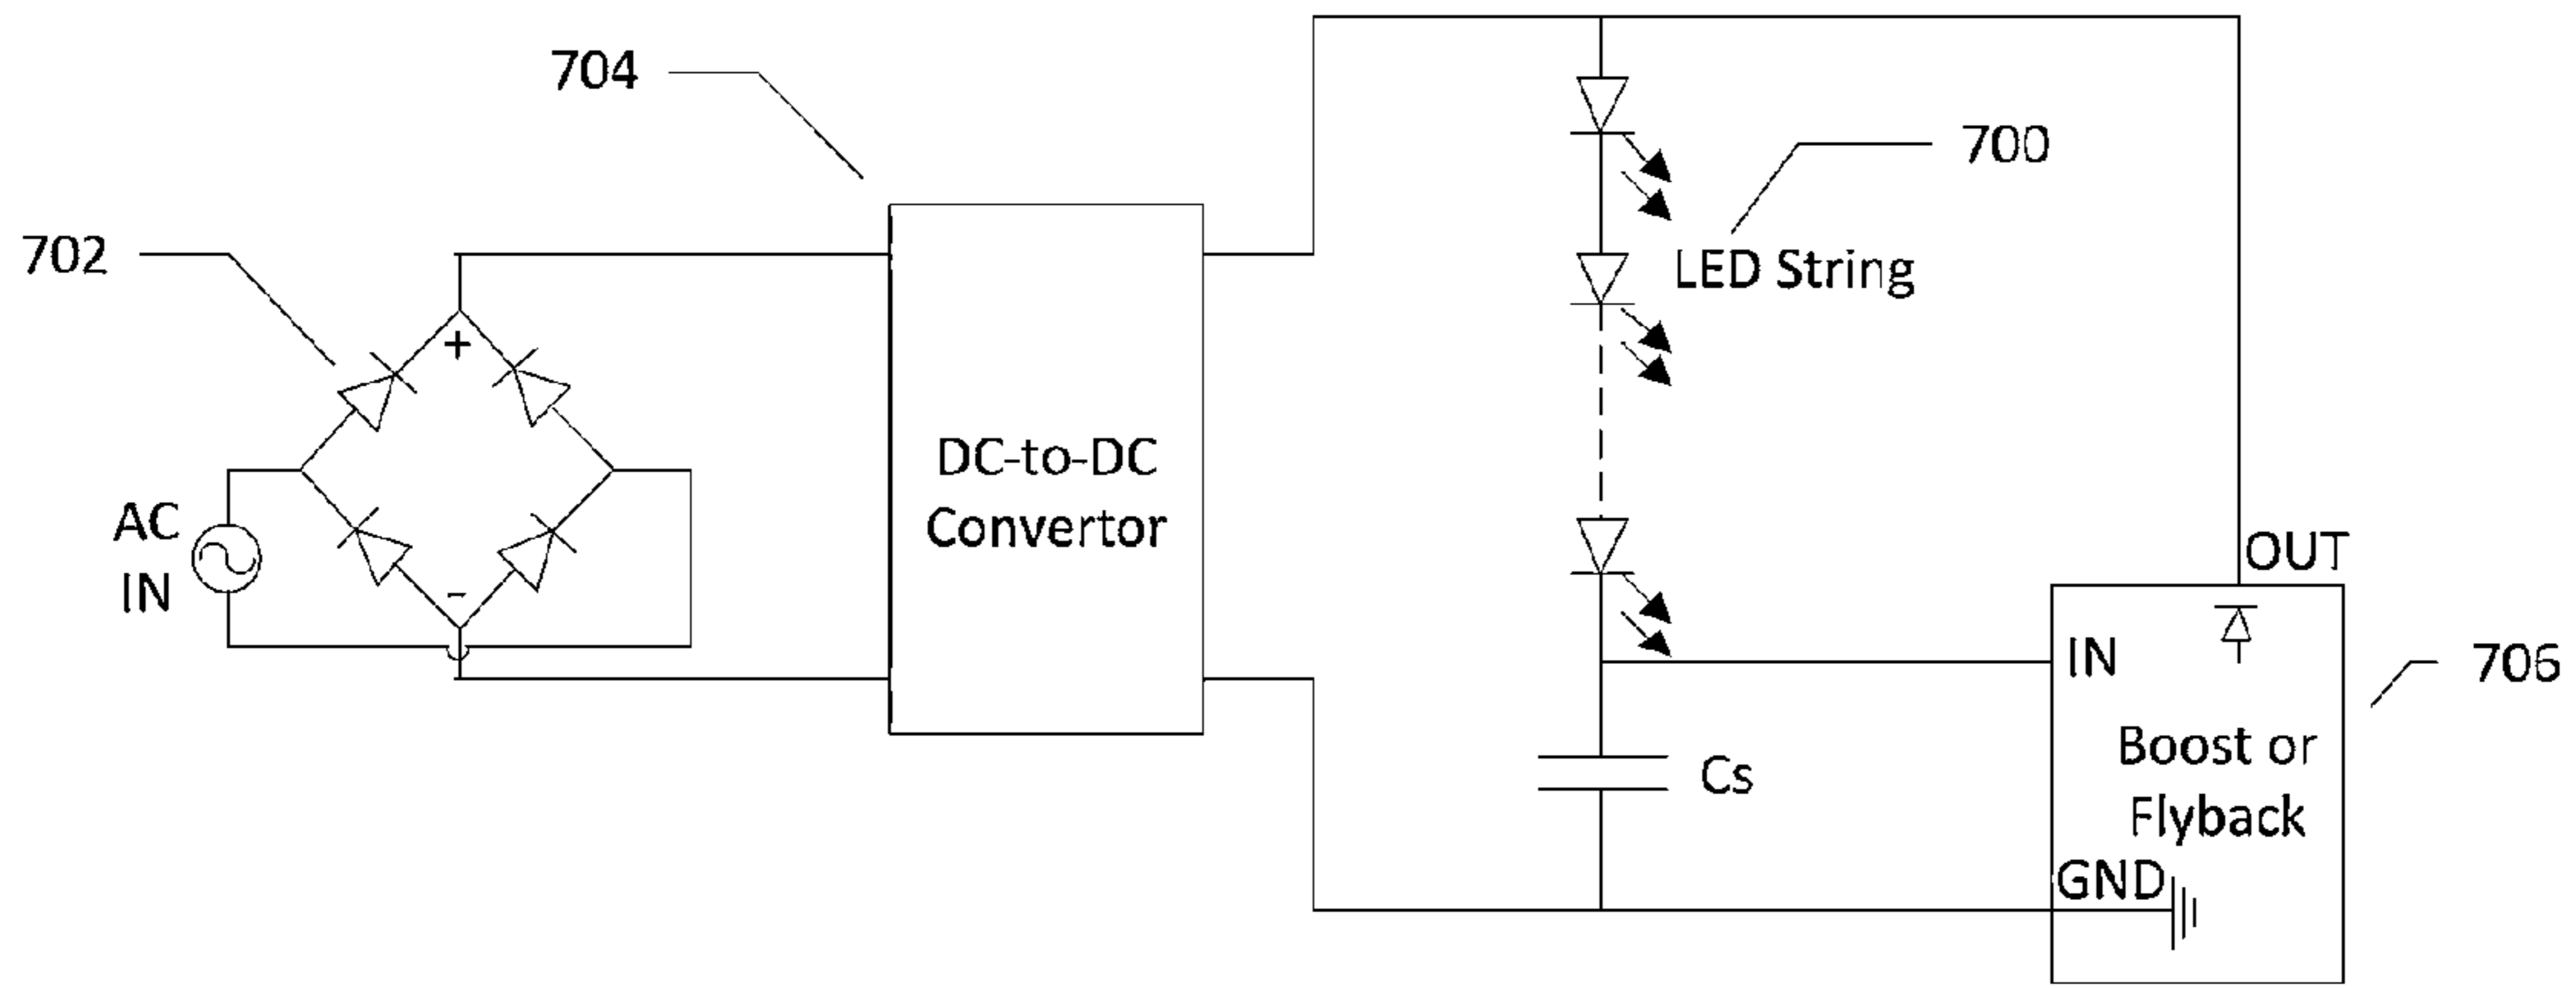 704
700
702
+
LED String
DC-to-DC
Convertor
AC
IN
-
OUT
IN
706
Boost or
Flyback
Cs
GND